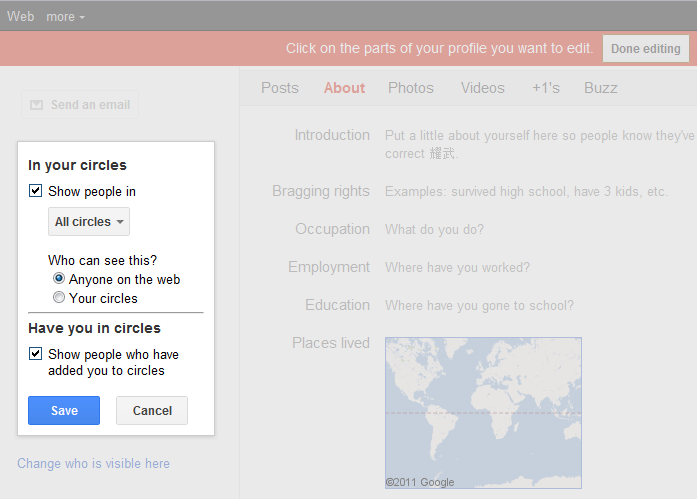 Web more
Click on the parts of your profile you want to edit. Done editing
Send an email
Posts About Photos Videos +1's Buzz
In your circles
Show people in
All circles
Who can see this?
Anyone on the web
Your circles
Have you in circles
Show people who have
added you to circles
Save Cancel
Change who is visible here
Introduction Put a little about yourself here so people know they've
correct 耀武.
Bragging rights Examples: survived high school, have 3 kids, etc.
Occupation What do you do?
Employment Where have you worked?
Education Where have you gone to school?
Places lived
©2011 Google